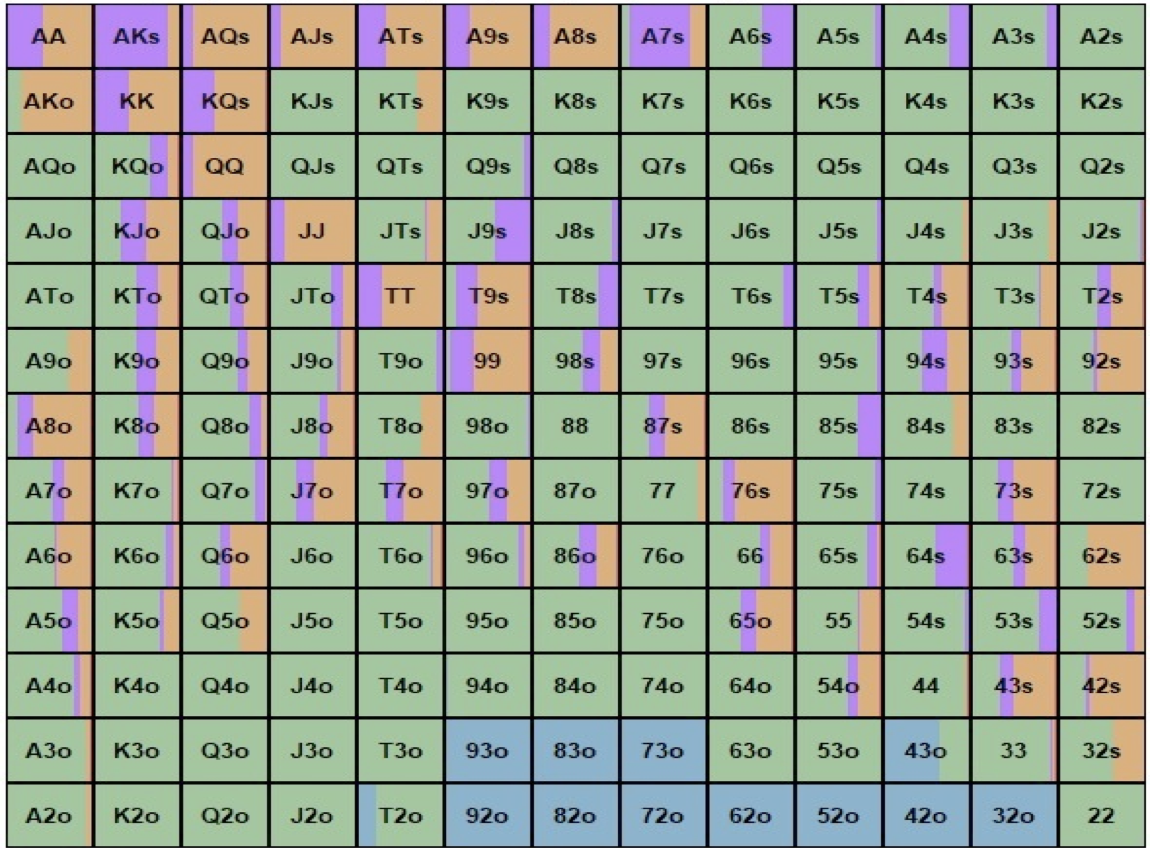 AA AKs AQs AJs ATs A9s A8s A7s A6s A5s A4s A3s A2s
AKo KK KQs KJs KTs K9s K8s K7s K6s K5s K4s K3s K2s
AQo KQo QQ QJs QTs Q9s Q8s Q7s Q6s Q5s Q4s Q3s Q2s
AJo KJo QJo JJ JTs J9s J8s J7s J6s J5s J4s J3s J2s
ATo KTo QTo JTo TT T9s T8s T7s T6s T5s T4s T3s T2s
A9o K9o Q9o J9o T9o 99 98s 97s 96s 95s 94s 93s 92s
A8o K8o Q8o J8o T8o 98o 88 87s 86s 85s 84s 83s 82s
A7o K7o Q7o J7o T7o 97o 87o 77 76s 75s 74s 73s 72s
A6o K6o Q6o J6o T6o 96o 86o 76o 66 65s 64s 63s 62s
A5o K5o Q5o J5o T5o 95o 85o 75o 65o 55 54s 53s 52s
A4o K4o Q4o J4o T4o 94o 84o 74o 64o 54o 44 43s 42s
A3o K3o Q3o J3o T3o 93o 83o 73o 63o 53o 43o 33 32s
A2o K2o Q2o J2o T2o 92o 82o 72o 62o 52o 42o 32o 22